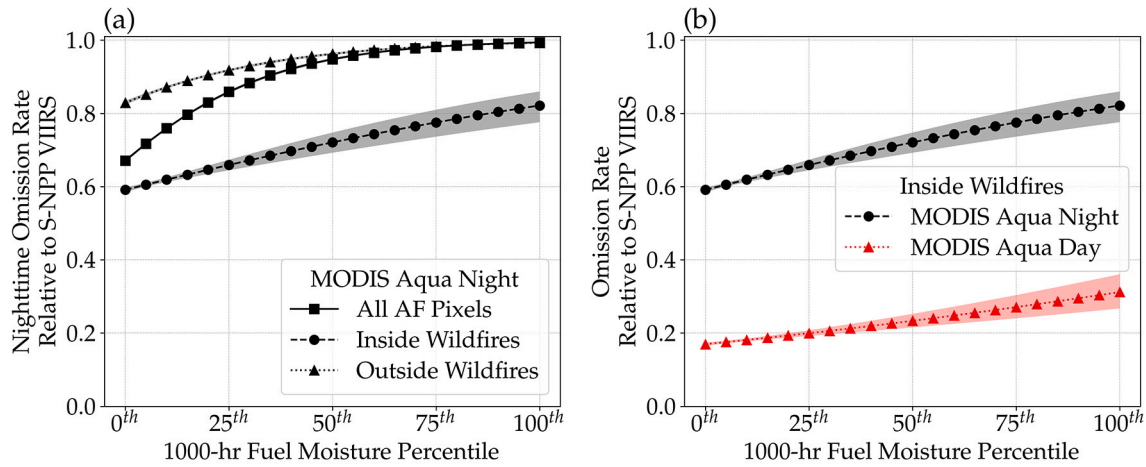 (a)
Nighttime Omission Rate
Relative to S-NPP VIIRS
1.0
0.8
0.6
0.4
0.2
0.0
MODIS Aqua Night
All AF Pixels
Inside Wildfires
Outside Wildfires
0th 25th 50th 75th 100th
1000-hr Fuel Moisture Percentile
(b)
Omission Rate
Relative to S-NPP VIIRS
1.0
0.8
0.6
0.4
0.2
0.0
Inside Wildfires
MODIS Aqua Night
MODIS Aqua Day
0th 25th 50th 75th 100th
1000-hr Fuel Moisture Percentile